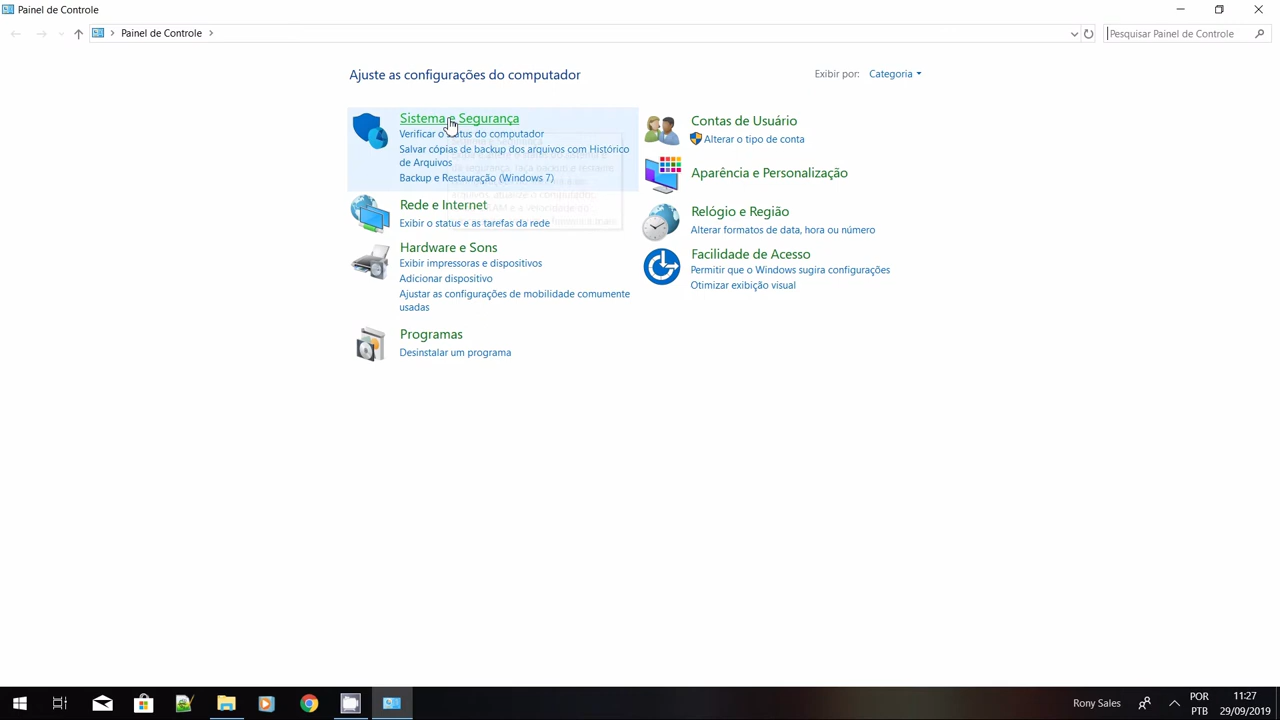 Painel de Controle
Painel de Controle
Pesquisar Painel de Controle
Ajuste as configurações do computador
Exibir por: Categoria
Sistema e Segurança
Verificar o status do computador
Salvar cópias de backup dos arquivos com Histórico
de Arquivos
Backup e Restauração (Windows 7)
Rede e Internet
Exibir o status e as tarefas da rede
Hardware e Sons
Exibir impressoras e dispositivos
Adicionar dispositivo
Ajustar as configurações de mobilidade comumente
usadas
Programas
Desinstalar um programa
Contas de Usuário
Alterar o tipo de conta
Aparência e Personalização
Relógio e Região
Alterar formatos de data, hora ou número
Facilidade de Acesso
Permitir que o Windows sugira configurações
Otimizar exibição visual
Rony Sales
POR
PTB
11:27
29/09/2019